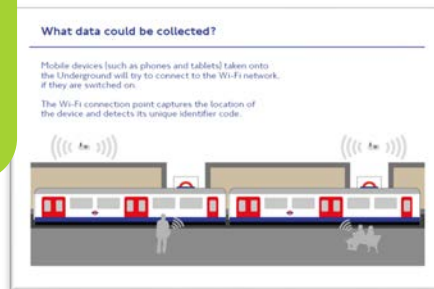 What data could be collected?
Mobile devices (such as phones and tablets) taken onto
the Underground will try to connect to the Wi-Fi network,
if they are switched on.
The Wi-Fi connection point captures the location of
the device and detects its unique identifier code.